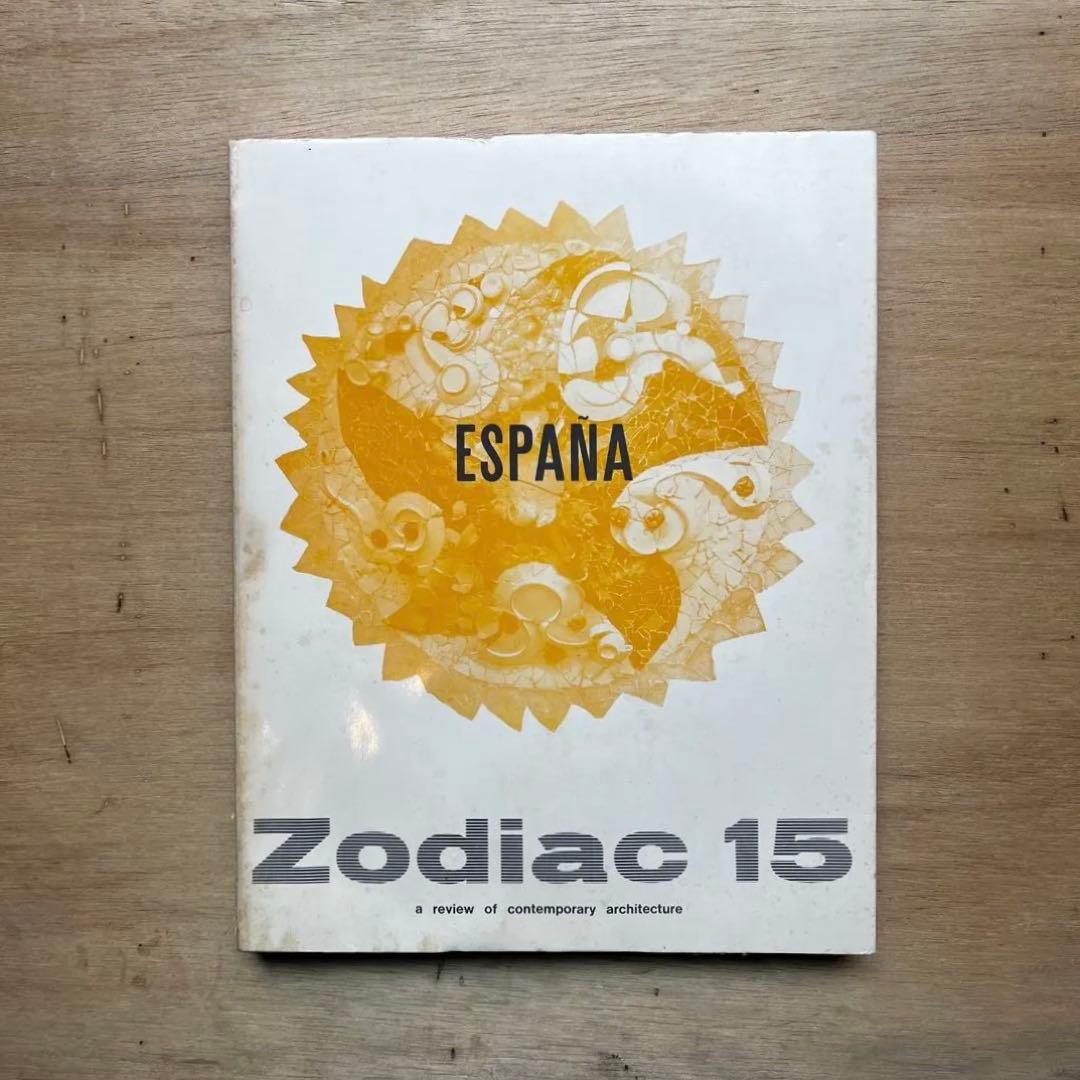 ESPAÑA
Zodiac 15
a review of contemporary architecture